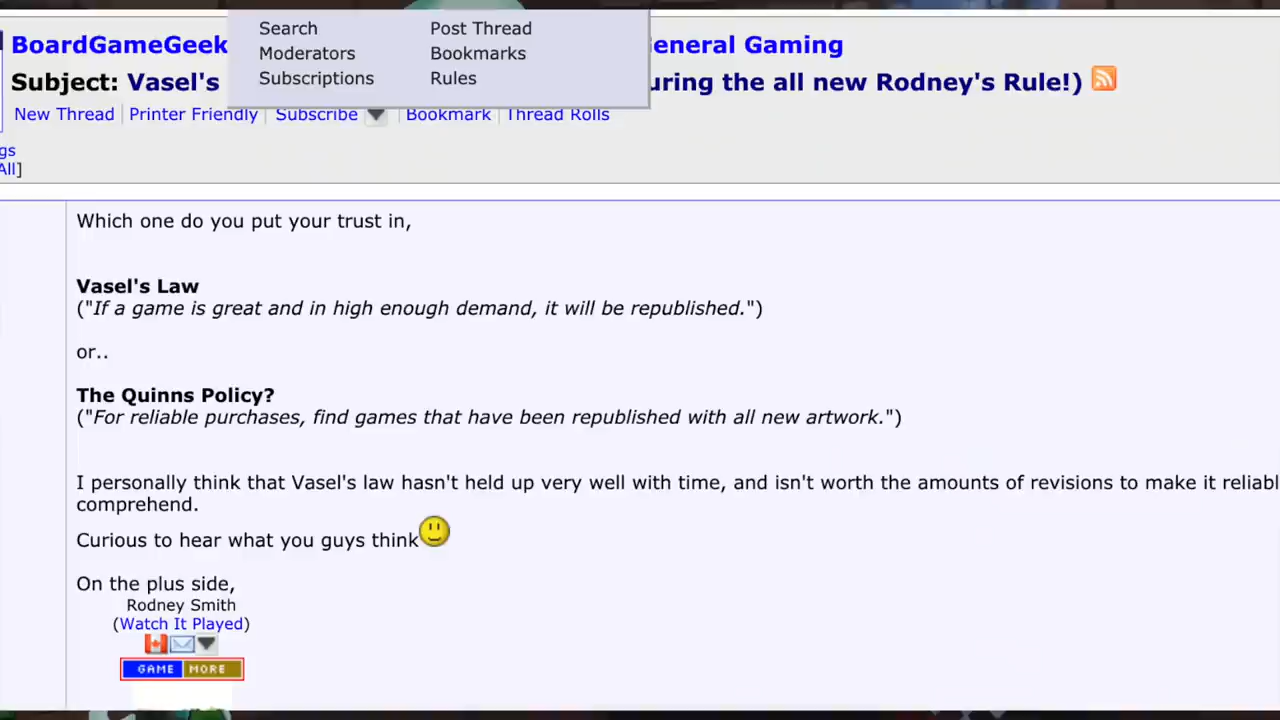 Search Post Thread
BoardGameGeek eneral Gaming
Moderators Bookmarks
Subject: Vasel's uring the all new Rodney's Rule!)
Subscriptions Rules
New Thread Printer Friendly Subscribe Bookmark Thread Rolls
gs
All]
Which one do you put your trust in,
Vasel's Law
("If a game is great and in high enough demand, it will be republished.")
or..
The Quinns Policy?
("For reliable purchases, find games that have been republished with all new artwork.")
I personally think that Vasel's law hasn't held up very well with time, and isn't worth the amounts of revisions to make it reliabl
comprehend.
Curious to hear what you guys think
On the plus side,
Rodney Smith
(Watch It Played)
GAME MORE